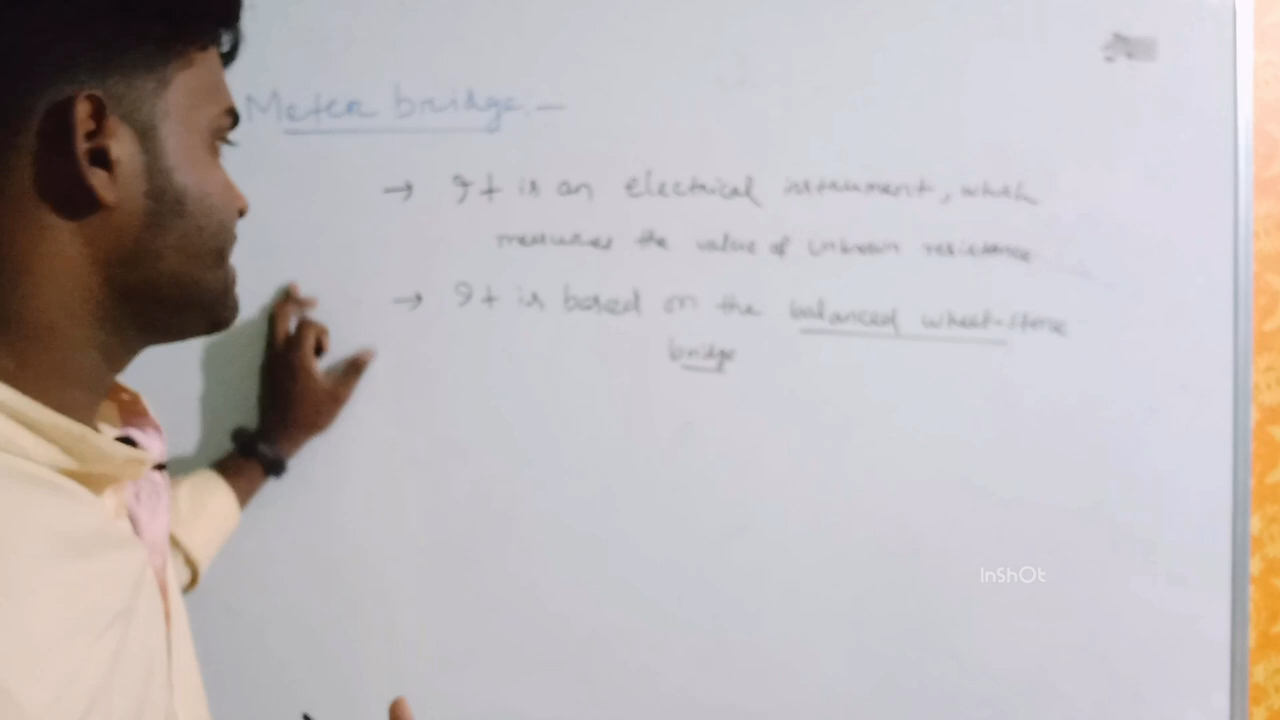 Meter bridge. —
→ It is an electrical instrument, which
measures the value of unknown resistance
→ It is based on the balanced wheat-stone
bridge
InShOt